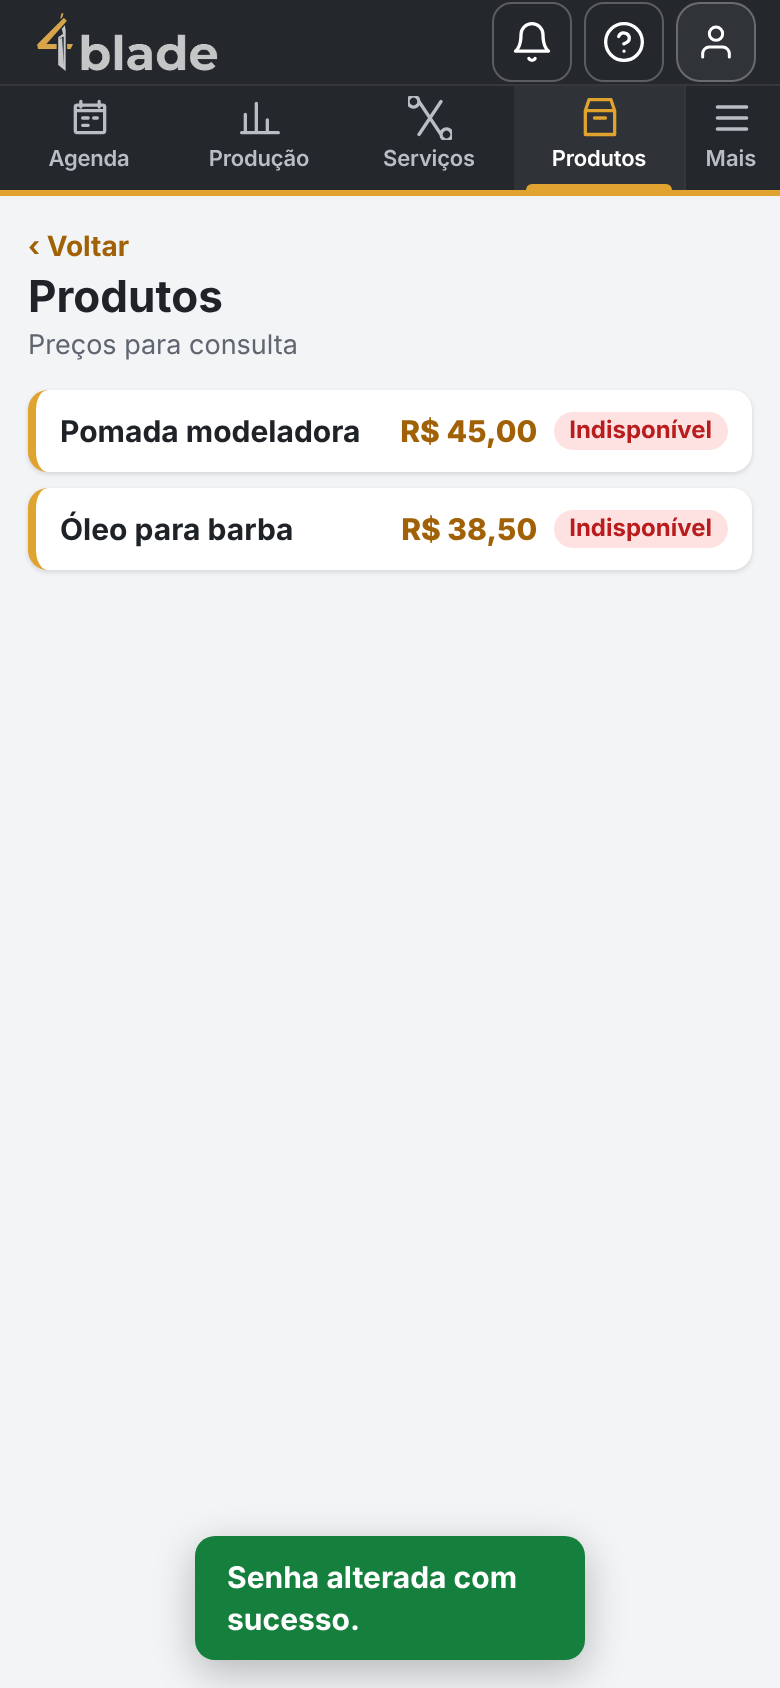 4blade
Agenda
Produção
Serviços
Produtos
Mais
‹ Voltar
Produtos
Preços para consulta
Pomada modeladora R$ 45,00 Indisponível
Óleo para barba R$ 38,50 Indisponível
Senha alterada com
sucesso.